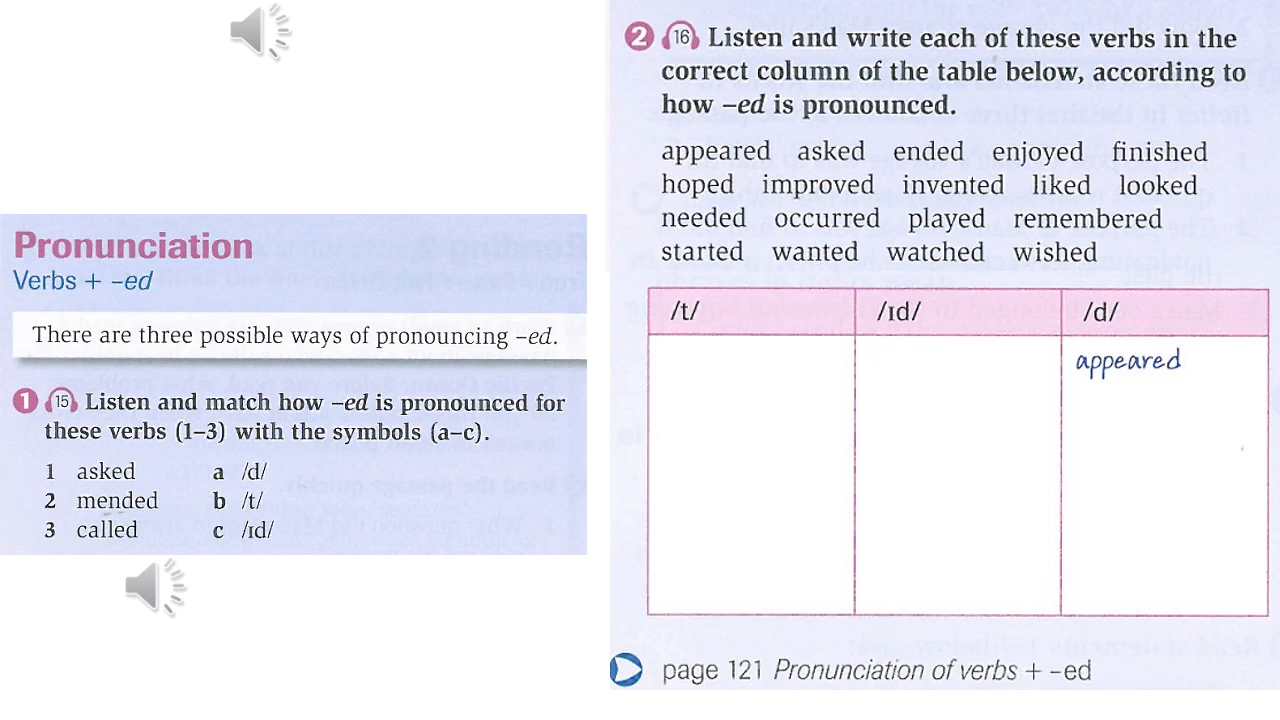 Pronunciation
Verbs + –ed
There are three possible ways of pronouncing –ed.
1 15 Listen and match how –ed is pronounced for
these verbs (1–3) with the symbols (a–c).
1 asked a /d/
2 mended b /t/
3 called c /ɪd/
2 16 Listen and write each of these verbs in the
correct column of the table below, according to
how –ed is pronounced.
appeared asked ended enjoyed finished
hoped improved invented liked looked
needed occurred played remembered
started wanted watched wished
/t/ /ɪd/ /d/
appeared
page 121 Pronunciation of verbs + –ed